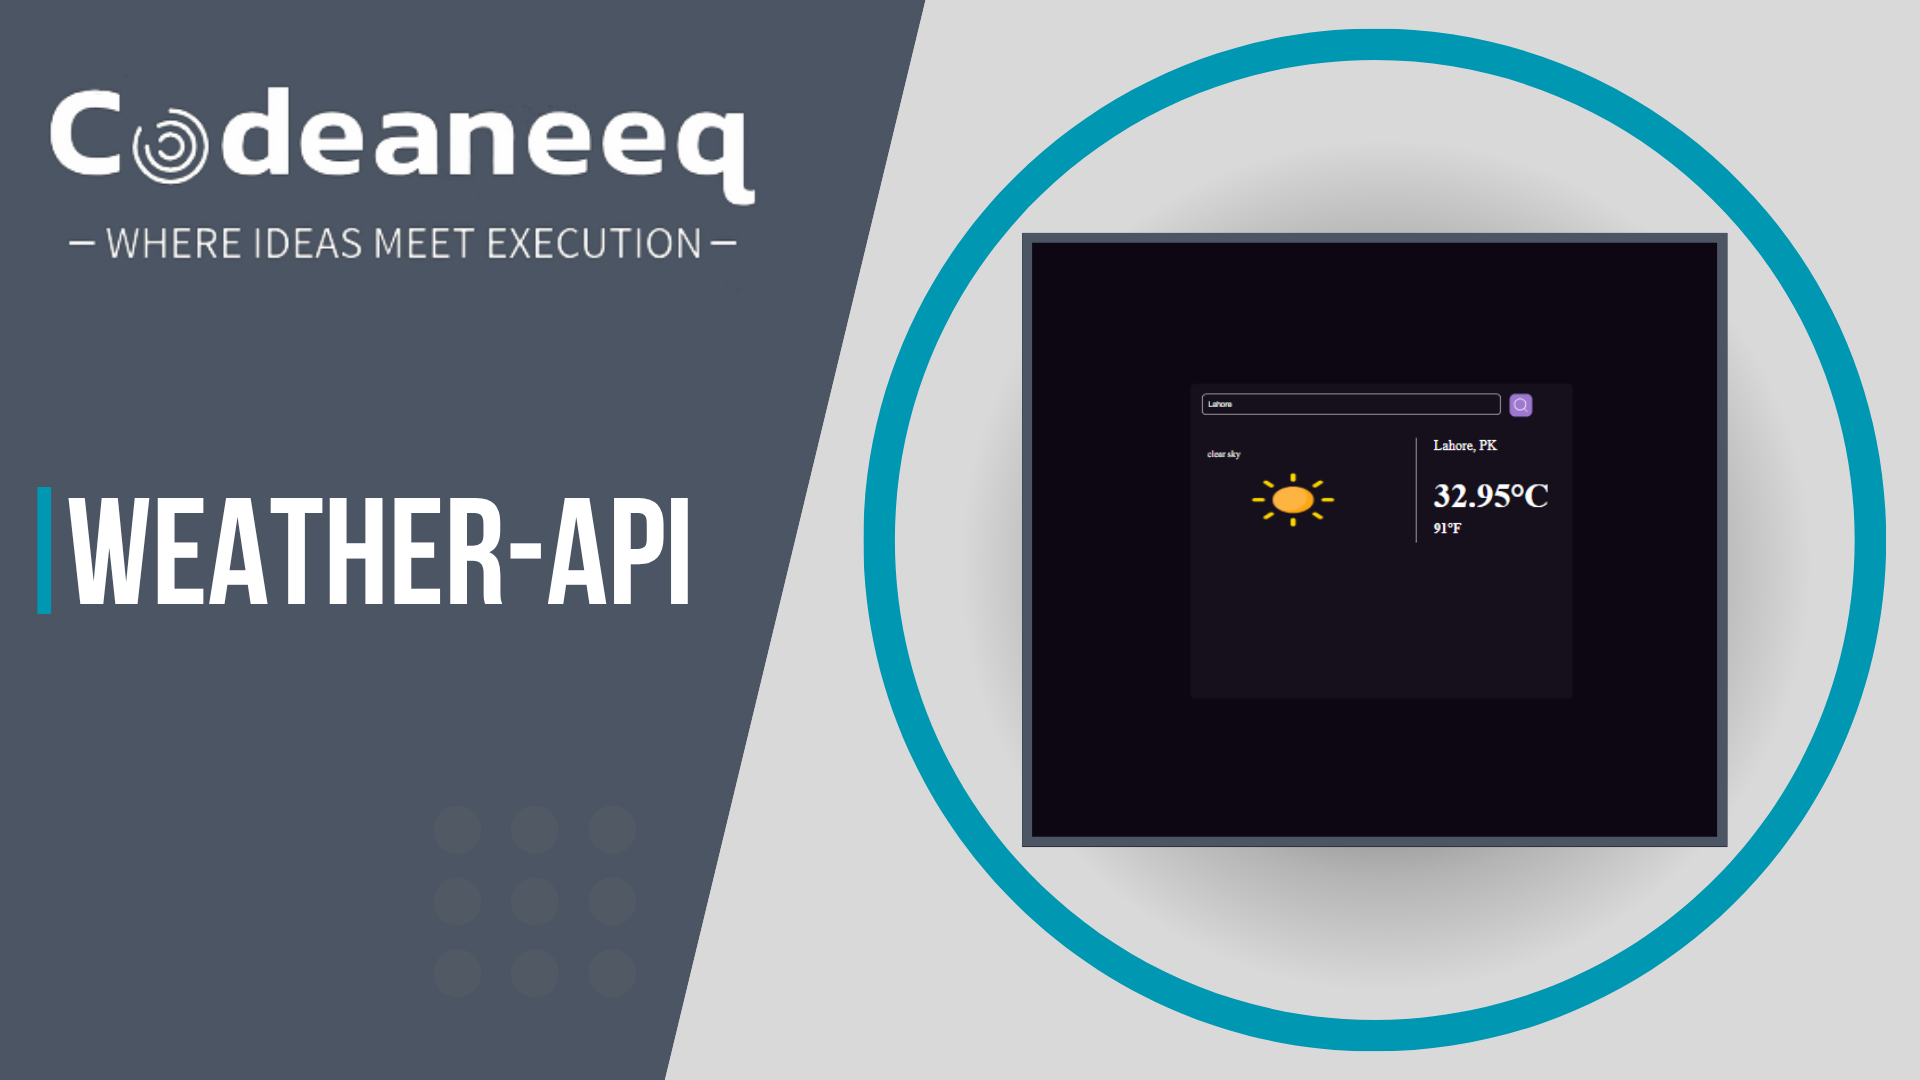 Codeaneeq
– WHERE IDEAS MEET EXECUTION –
WEATHER-API
Lahore
clear sky
Lahore, PK
32.95°C
91°F